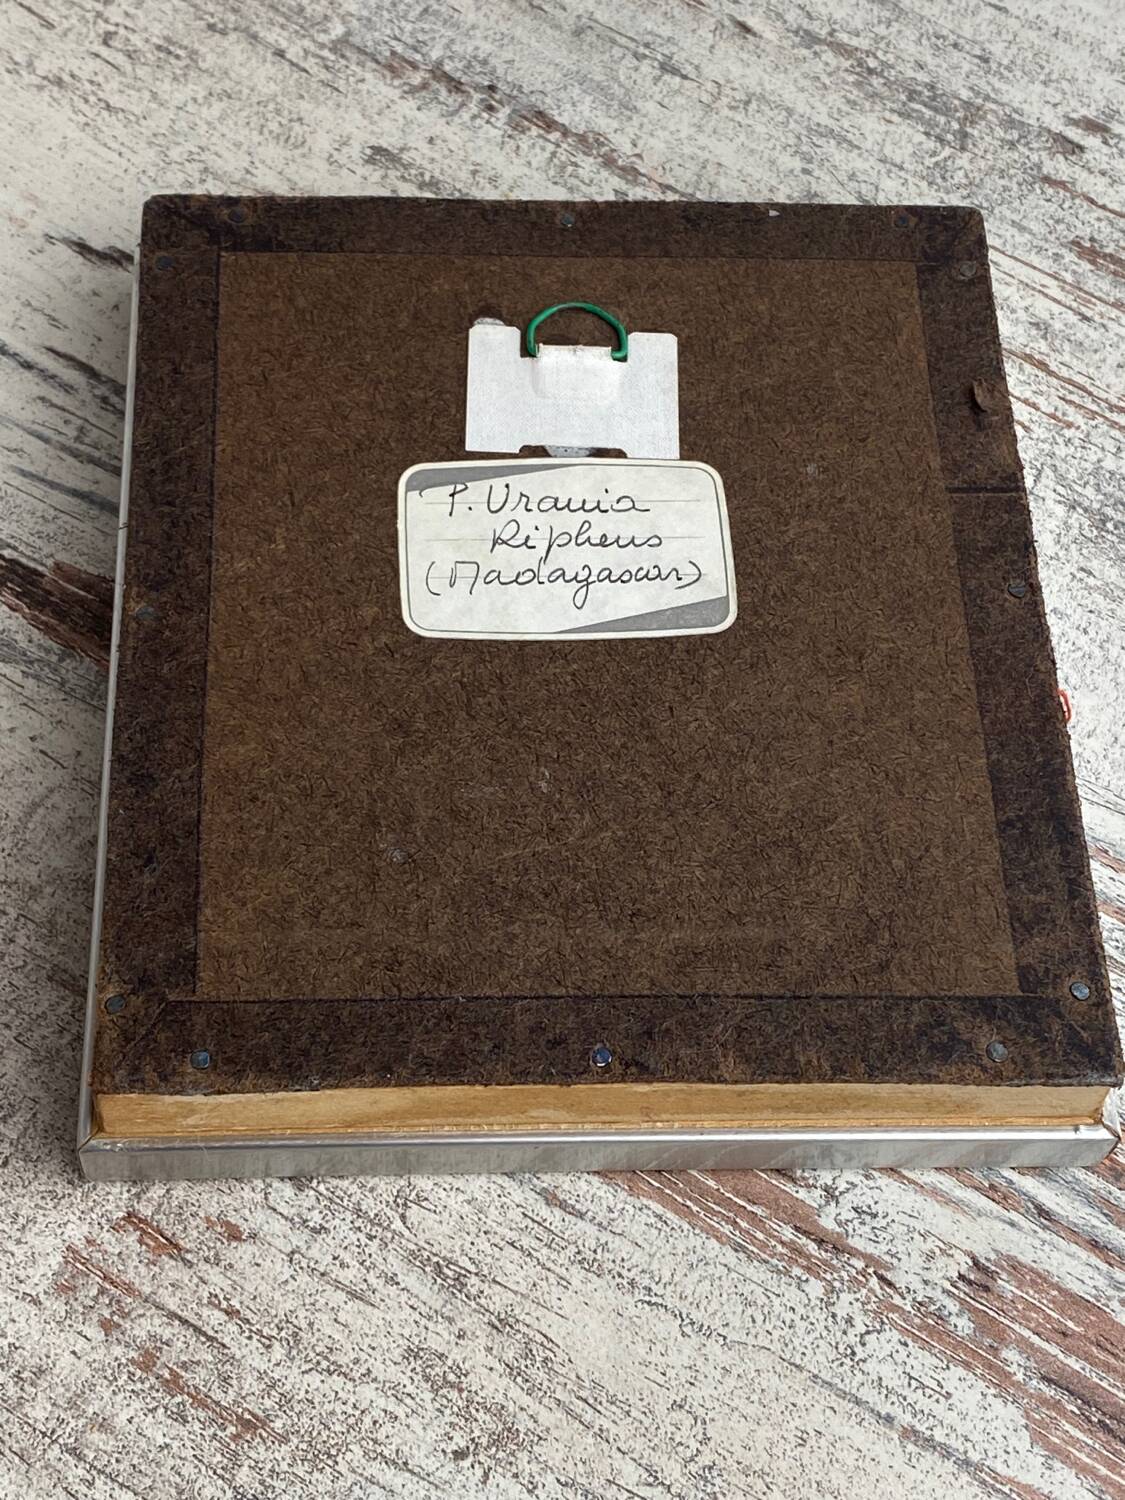 P. Urania
Ripheus
(Madagascar)